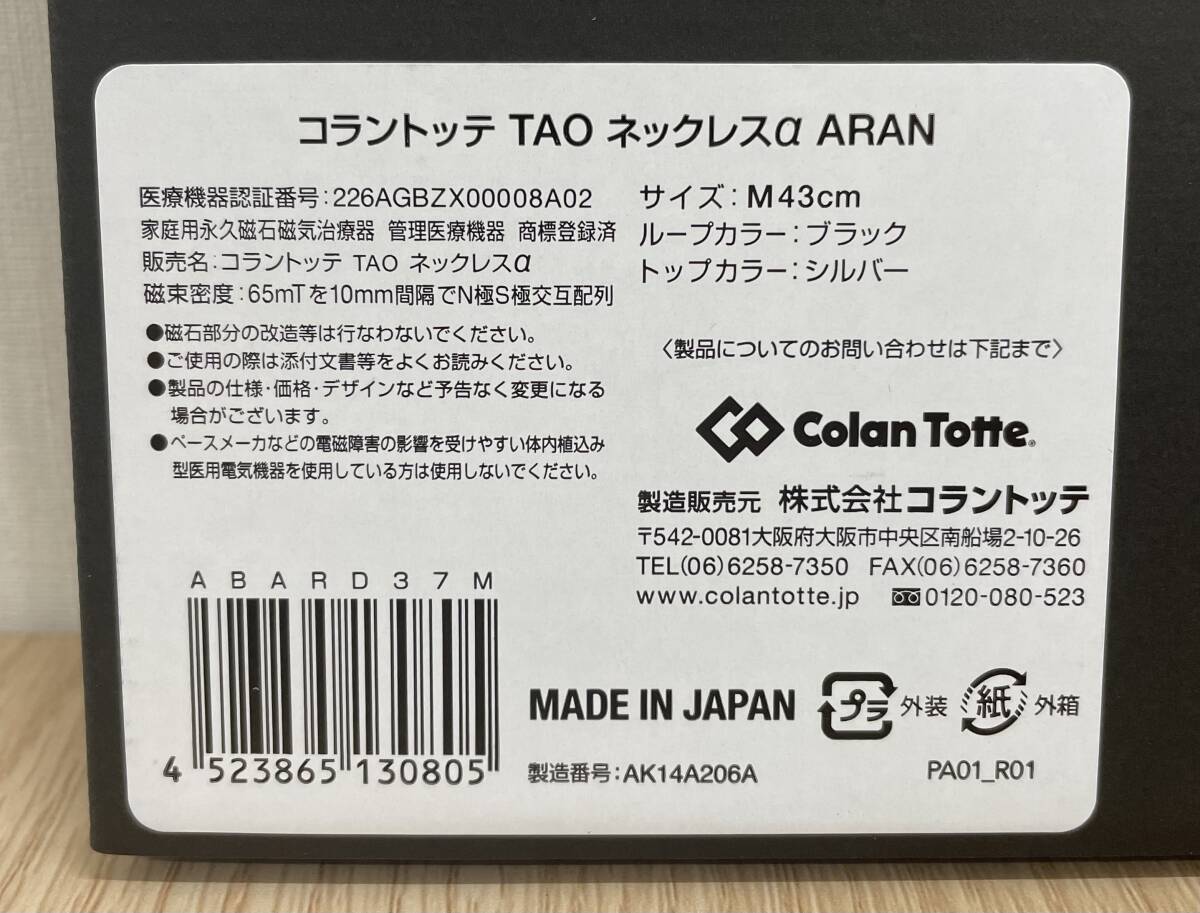 コラントッテ TAO ネックレスα ARAN
医療機器認証番号:226AGBZX00008A02
家庭用永久磁石磁気治療器 管理医療機器 商標登録済
販売名:コラントッテ TAO ネックレスα
磁束密度:65mTを10mm間隔でN極S極交互配列
●磁石部分の改造等は行なわないでください。
●ご使用の際は添付文書等をよくお読みください。
●製品の仕様・価格・デザインなど予告なく変更になる
場合がございます。
●ペースメーカなどの電磁障害の影響を受けやすい体内植込み
型医用電気機器を使用している方は使用しないでください。
サイズ:M43cm
ループカラー:ブラック
トップカラー:シルバー
〈製品についてのお問い合わせは下記まで〉
Colan Totte®
製造販売元 株式会社コラントッテ
〒542-0081大阪府大阪市中央区南船場2-10-26
TEL(06)6258-7350 FAX(06)6258-7360
www.colantotte.jp 0120-080-523
ABARD37M
4 523865 130805
MADE IN JAPAN
プラ 外装 紙 外箱
製造番号:AK14A206A
PA01_R01